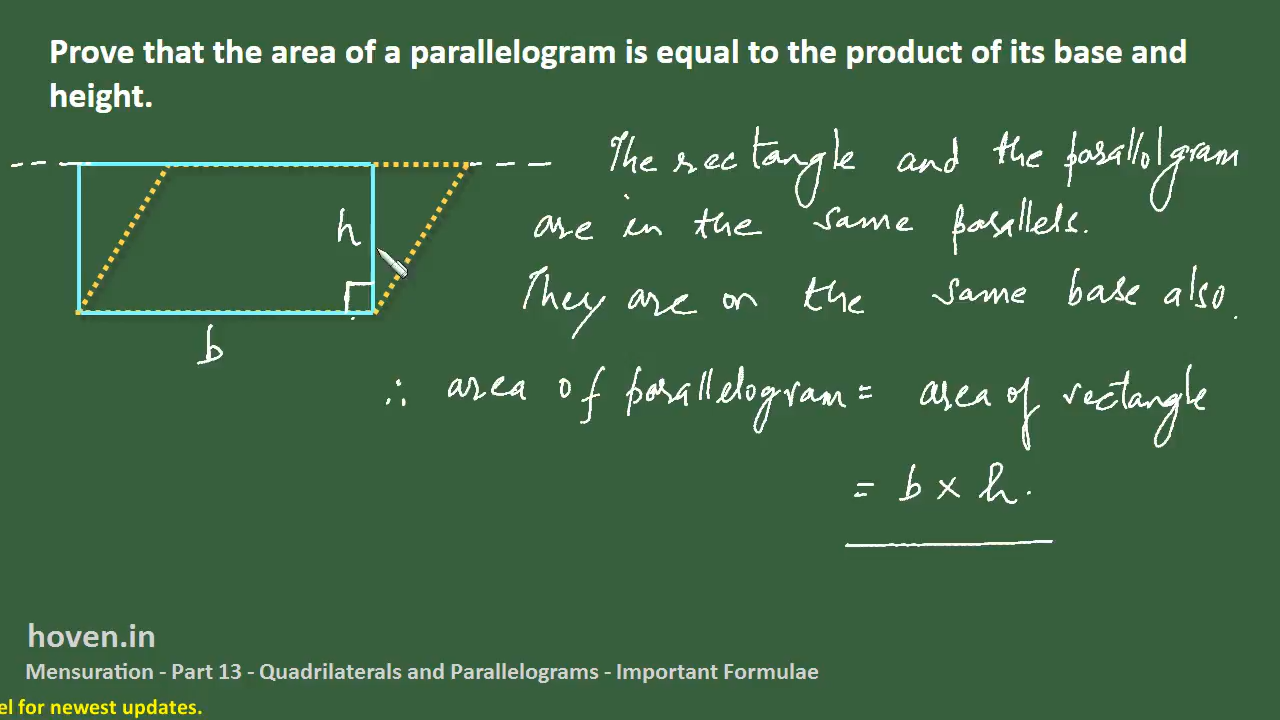 Prove that the area of a parallelogram is equal to the product of its base and
height.
The rectangle and the parallolgram
are in the same parallels.
h
They are on the same base also.
b
∴ area of parallelogram = area of rectangle
= b × h.
hoven.in
Mensuration - Part 13 - Quadrilaterals and Parallelograms - Important Formulae
el for newest updates.